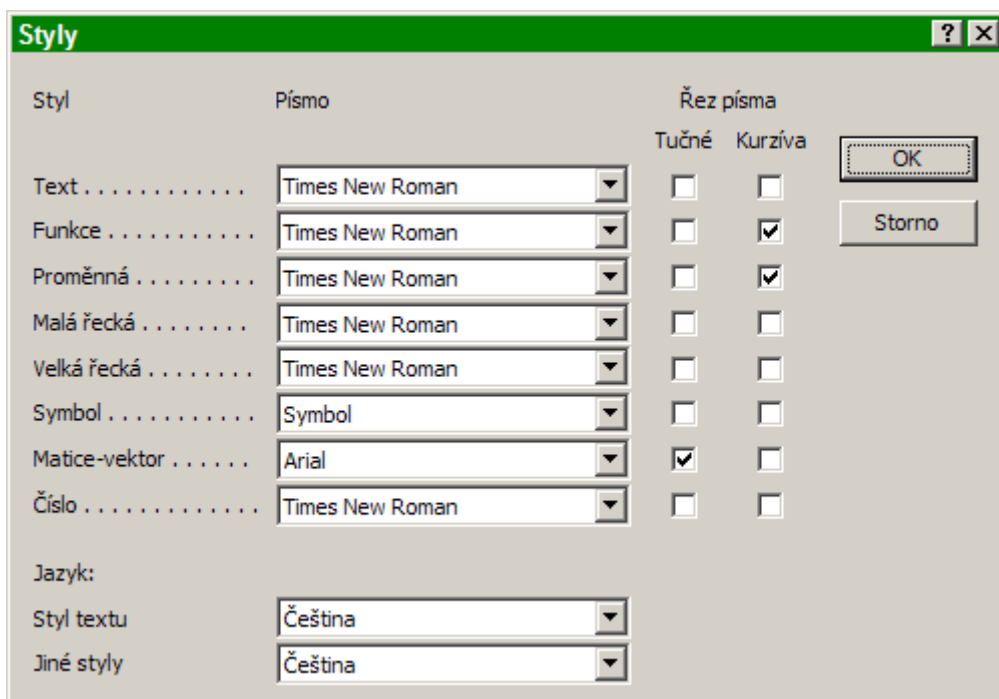 Styly
Styl Písmo Řez písma
Tučné Kurzíva
OK
Text . . . . . . . . . . . . Times New Roman
Storno
Funkce . . . . . . . . . . . Times New Roman
Proměnná . . . . . . . . . Times New Roman
Malá řecká . . . . . . . . Times New Roman
Velká řecká . . . . . . . . Times New Roman
Symbol . . . . . . . . . . . Symbol
Matice-vektor . . . . . . Arial
Číslo . . . . . . . . . . . . . Times New Roman
Jazyk:
Styl textu Čeština
Jiné styly Čeština